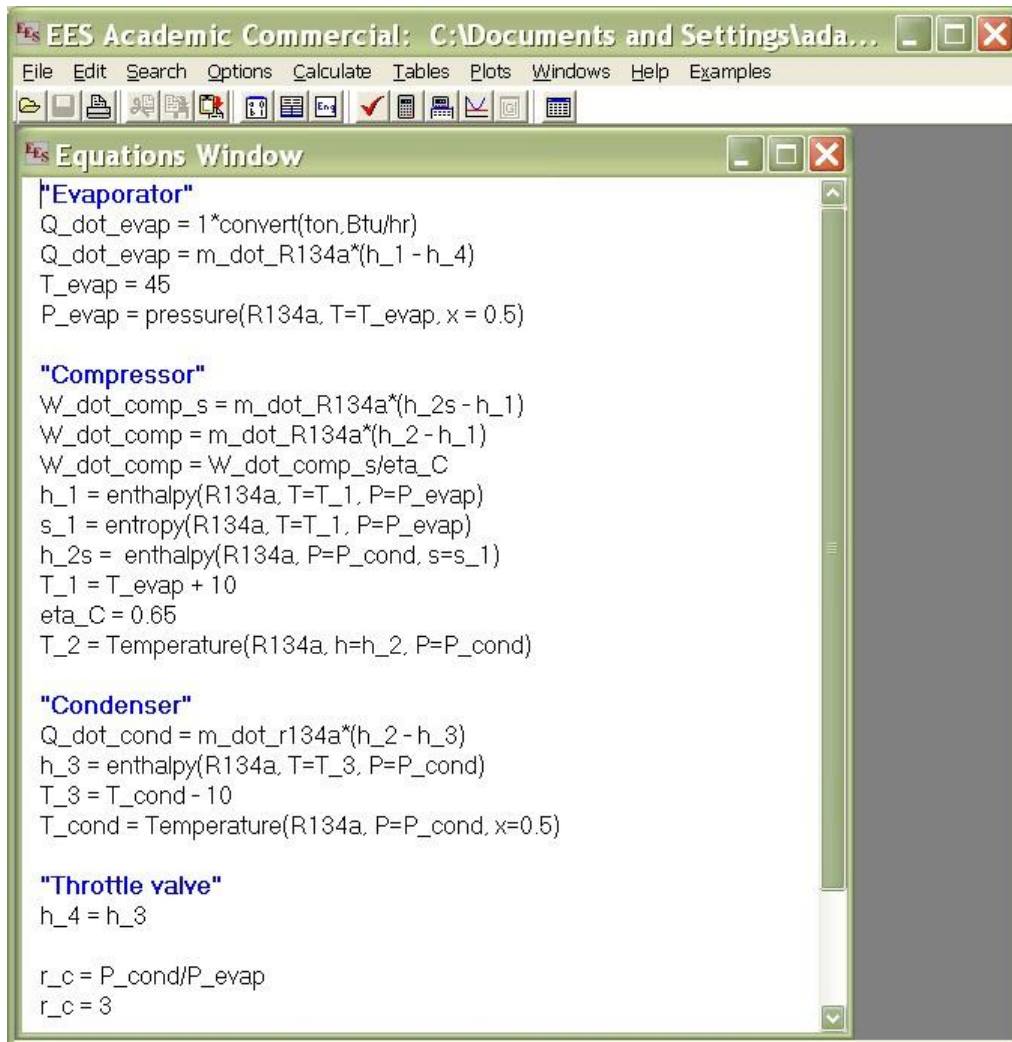 EES Academic Commercial: C:\Documents and Settings\ada...
File Edit Search Options Calculate Tables Plots Windows Help Examples
EES Equations Window
"Evaporator"
Q_dot_evap = 1*convert(ton,Btu/hr)
Q_dot_evap = m_dot_R134a*(h_1 - h_4)
T_evap = 45
P_evap = pressure(R134a, T=T_evap, x = 0.5)
"Compressor"
W_dot_comp_s = m_dot_R134a*(h_2s - h_1)
W_dot_comp = m_dot_R134a*(h_2 - h_1)
W_dot_comp = W_dot_comp_s/eta_C
h_1 = enthalpy(R134a, T=T_1, P=P_evap)
s_1 = entropy(R134a, T=T_1, P=P_evap)
h_2s =  enthalpy(R134a, P=P_cond, s=s_1)
T_1 = T_evap + 10
eta_C = 0.65
T_2 = Temperature(R134a, h=h_2, P=P_cond)
"Condenser"
Q_dot_cond = m_dot_r134a*(h_2 - h_3)
h_3 = enthalpy(R134a, T=T_3, P=P_cond)
T_3 = T_cond - 10
T_cond = Temperature(R134a, P=P_cond, x=0.5)
"Throttle valve"
h_4 = h_3
r_c = P_cond/P_evap
r_c = 3